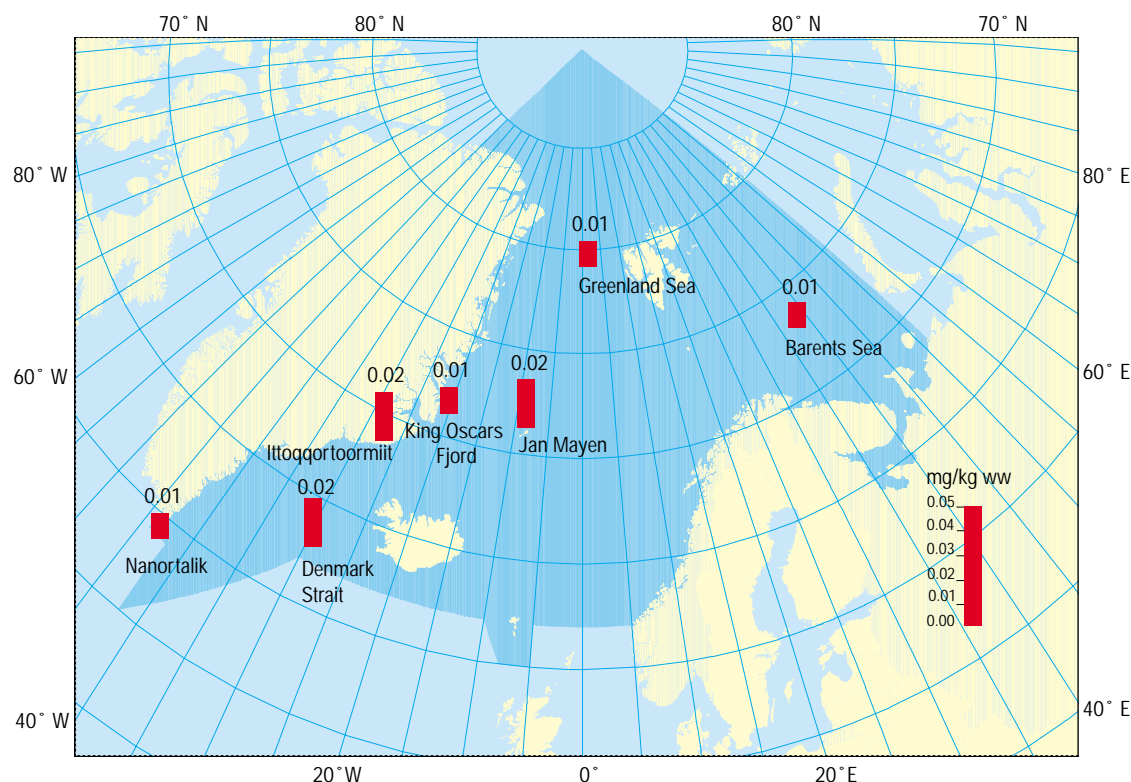 70° N
80° N
80° N
70° N
80° W
80° E
0.01
Greenland Sea
0.01
Barents Sea
60° W
60° E
0.02
0.01
0.02
Ittoqqortoormiit
King Oscars
Fjord
Jan Mayen
0.01
Nanortalik
0.02
Denmark
Strait
mg/kg ww
0.05
0.04
0.03
0.02
0.01
0.00
40° W
40° E
20°W
0°
20°E